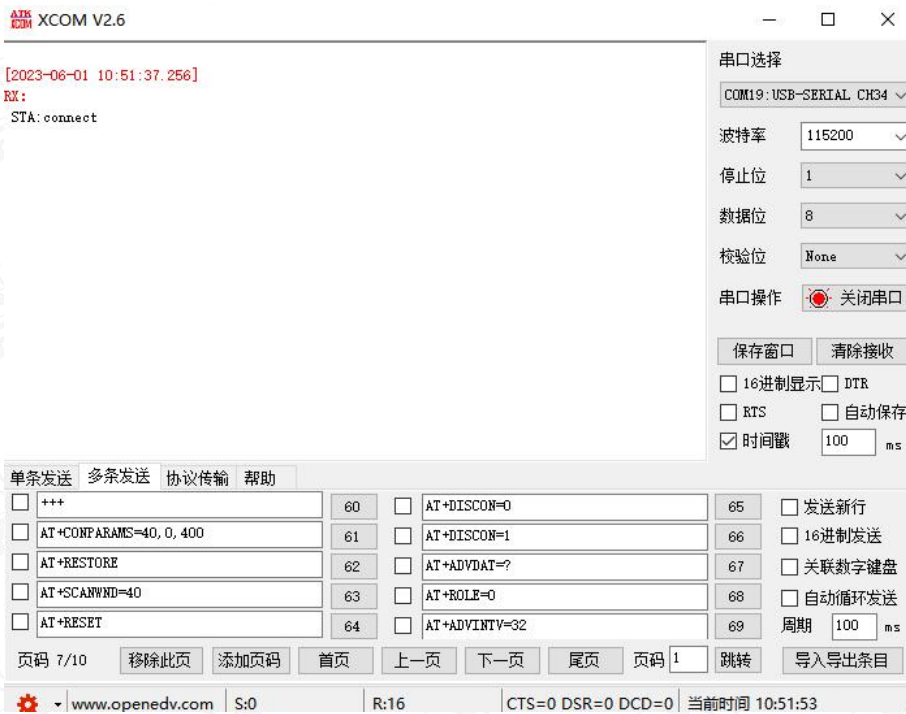 ATK XCOM XCOM V2.6
[2023-06-01 10:51:37.256]
RX:
STA:connect
串口选择
COM19:USB-SERIAL CH34
波特率 115200
停止位 1
数据位 8
校验位 None
串口操作 关闭串口
保存窗口 清除接收
16进制显示 DTR
RTS 自动保存
时间戳 100 ms
单条发送 多条发送 协议传输 帮助
+++ 60 AT+DISCON=0 65 发送新行
AT+CONPARAMS=40,0,400 61 AT+DISCON=1 66 16进制发送
AT+RESTORE 62 AT+ADVDAT=? 67 关联数字键盘
AT+SCANWND=40 63 AT+ROLE=0 68 自动循环发送
AT+RESET 64 AT+ADVINTV=32 69 周期 100 ms
页码 7/10 移除此页 添加页码 首页 上一页 下一页 尾页 页码 1 跳转 导入导出条目
www.openedv.com S:0 R:16 CTS=0 DSR=0 DCD=0 当前时间 10:51:53